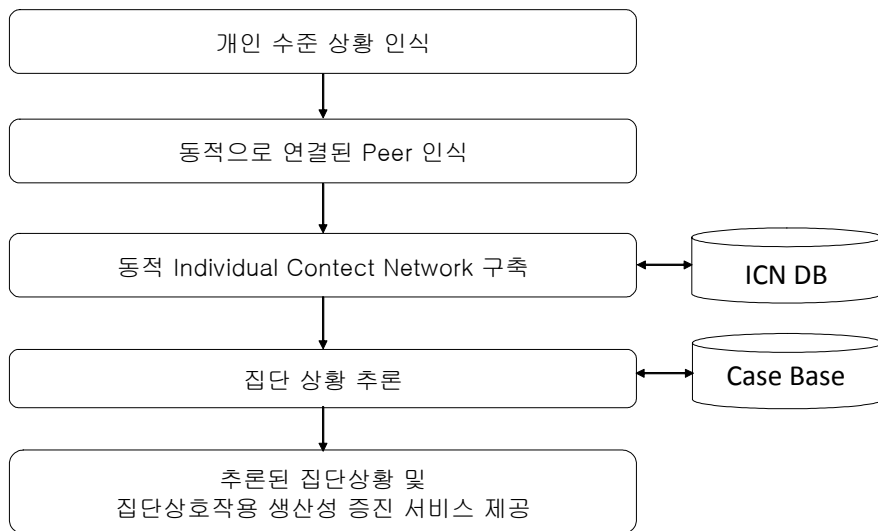 개인 수준 상황 인식
동적으로 연결된 Peer 인식
동적 Individual Contect Network 구축
ICN DB
집단 상황 추론
Case Base
추론된 집단상황 및
집단상호작용 생산성 증진 서비스 제공